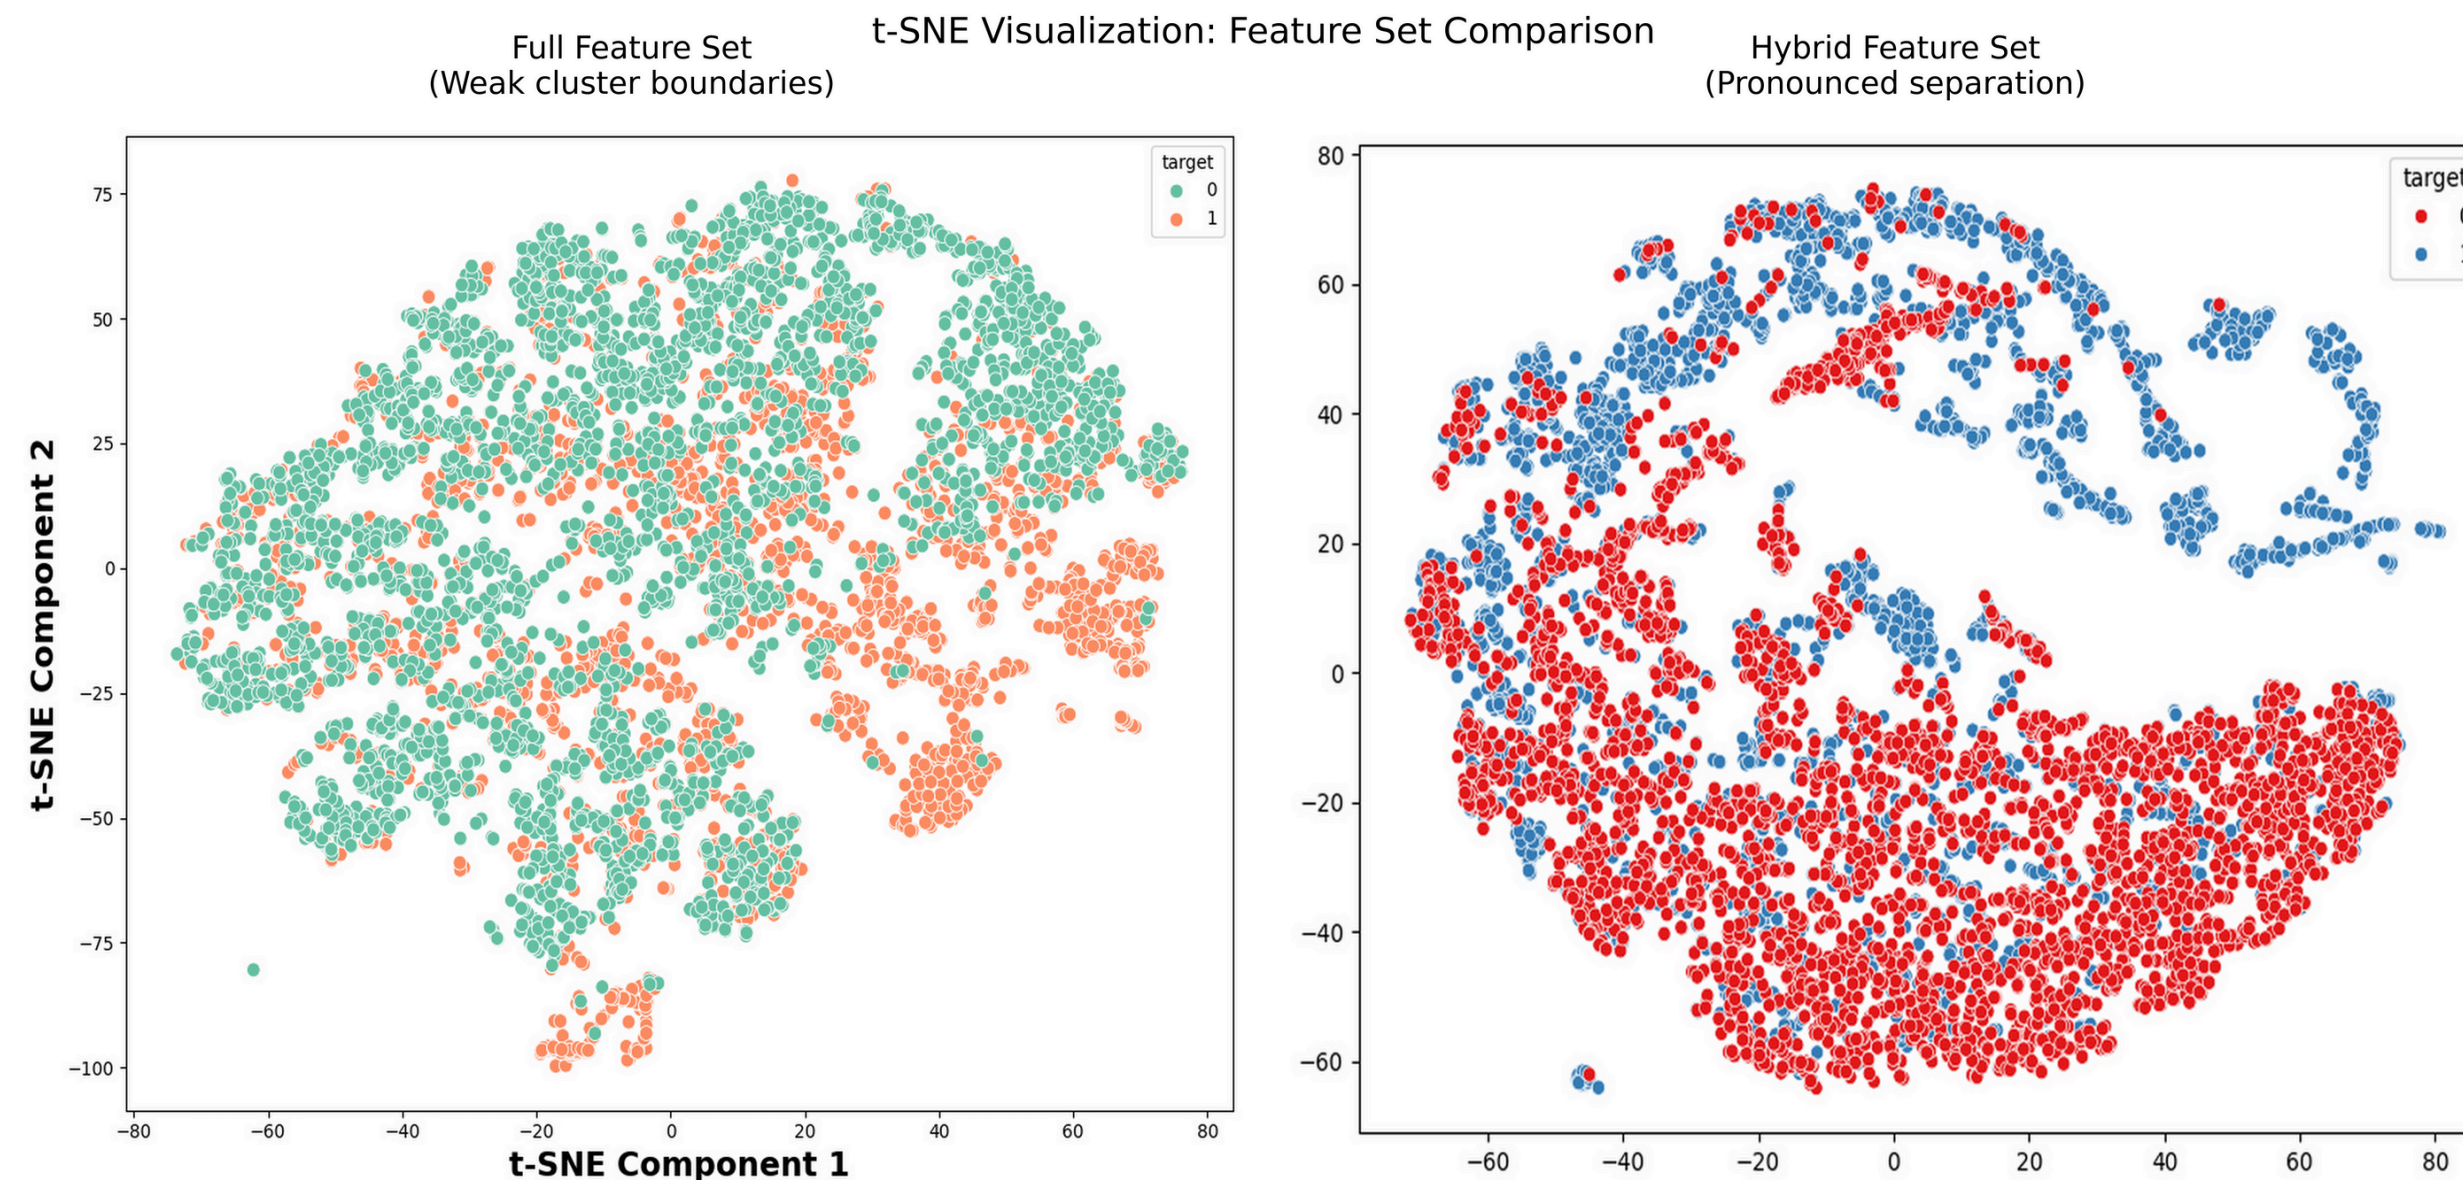 t-SNE Visualization: Feature Set Comparison
Full Feature Set
(Weak cluster boundaries)
Hybrid Feature Set
(Pronounced separation)
t-SNE Component 2
75
50
25
0
−25
−50
−75
−100
−80 −60 −40 −20 0 20 40 60 80
t-SNE Component 1
target
0
1
80
60
40
20
0
−20
−40
−60
−60 −40 −20 0 20 40 60 80
target